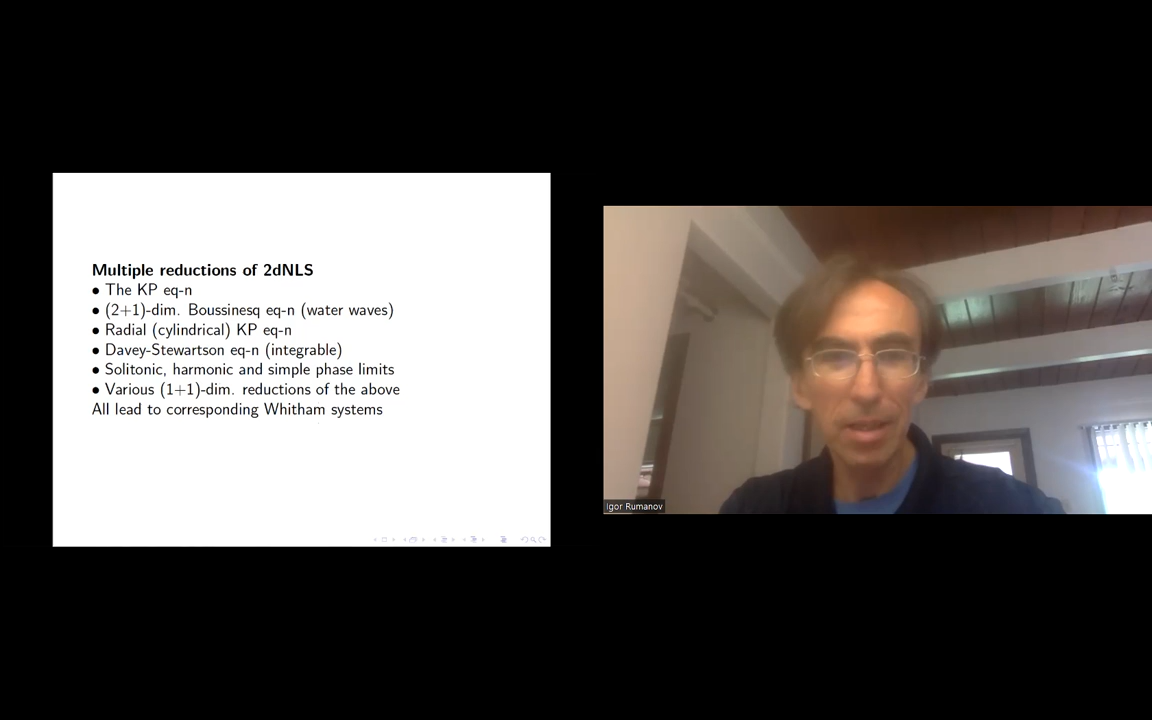 Multiple reductions of 2dNLS
● The KP eq-n
● (2+1)-dim. Boussinesq eq-n (water waves)
● Radial (cylindrical) KP eq-n
● Davey-Stewartson eq-n (integrable)
● Solitonic, harmonic and simple phase limits
● Various (1+1)-dim. reductions of the above
All lead to corresponding Whitham systems
Igor Rumanov